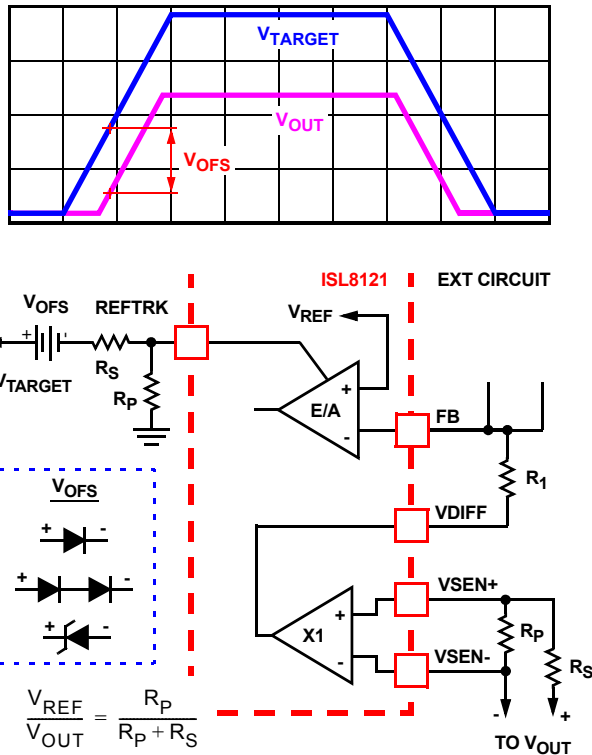 VTARGET
VOUT
VOFS
ISL8121 EXT CIRCUIT
VOFS REFTRK VREF
+ -
RS
VTARGET
RP
+
E/A
-
FB
VOFS
R1
+ -
VDIFF
+ -
+ -
VSEN+
+
X1
-
RP
VSEN-
RS
VREF / VOUT = RP / RP + RS
- +
TO VOUT